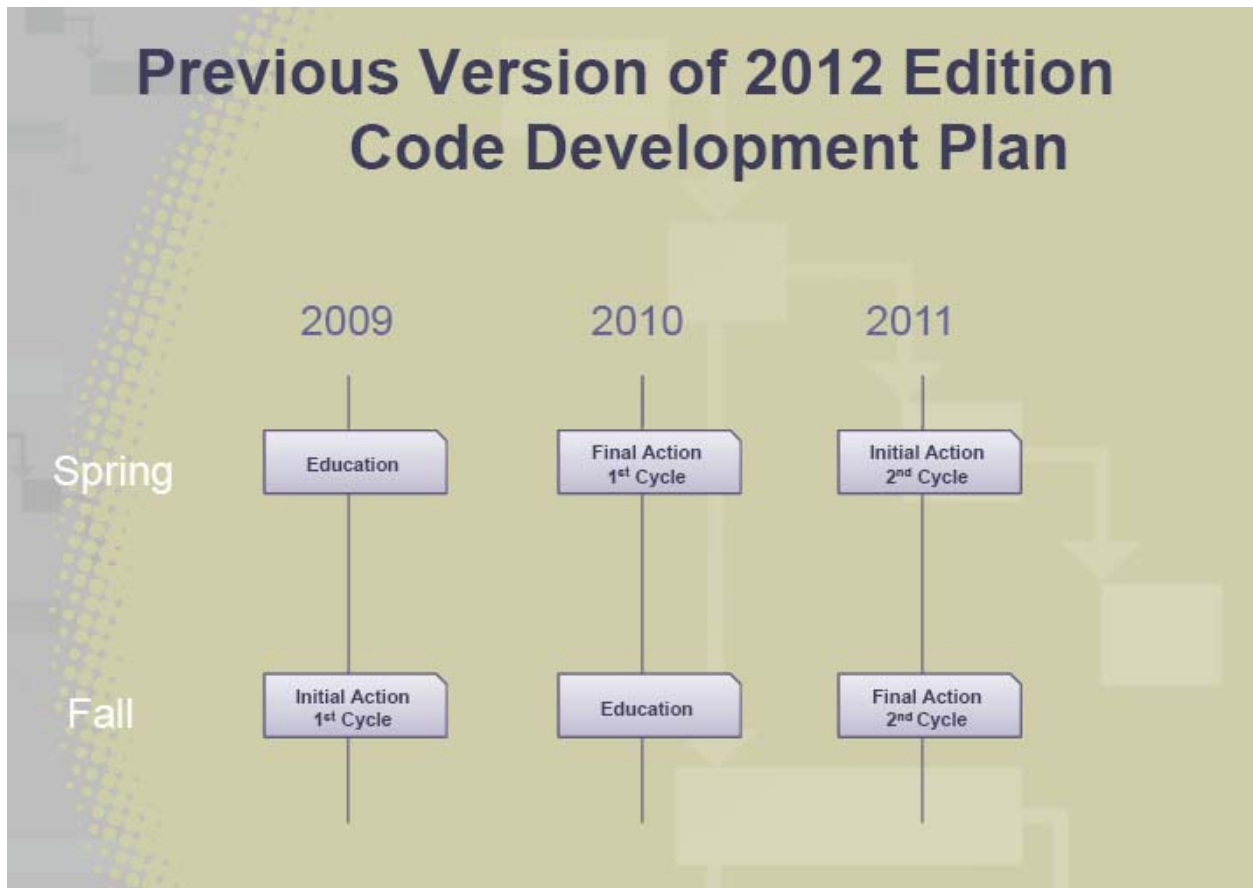 Previous Version of 2012 Edition
Code Development Plan
2009 2010 2011
Spring
Education
Final Action
1st Cycle
Initial Action
2nd Cycle
Fall
Initial Action
1st Cycle
Education
Final Action
2nd Cycle